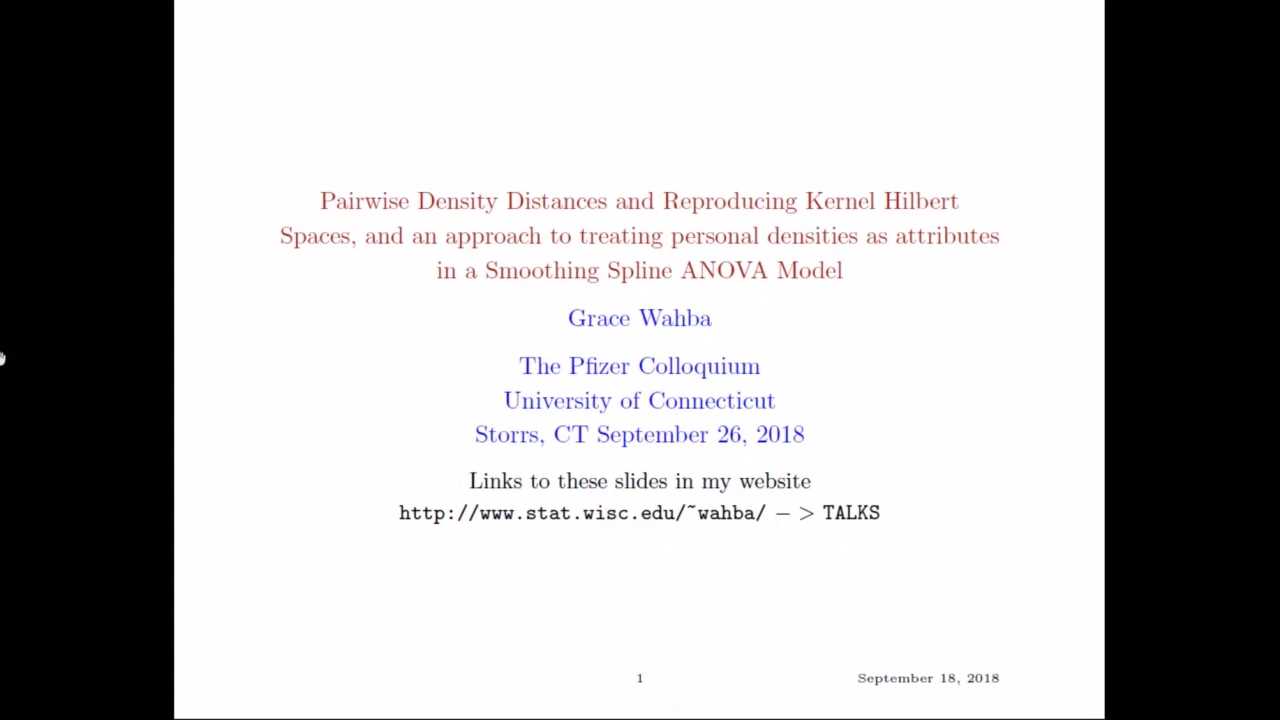 Pairwise Density Distances and Reproducing Kernel Hilbert
Spaces, and an approach to treating personal densities as attributes
in a Smoothing Spline ANOVA Model
Grace Wahba
The Pfizer Colloquium
University of Connecticut
Storrs, CT September 26, 2018
Links to these slides in my website
http://www.stat.wisc.edu/~wahba/ − > TALKS
1 September 18, 2018